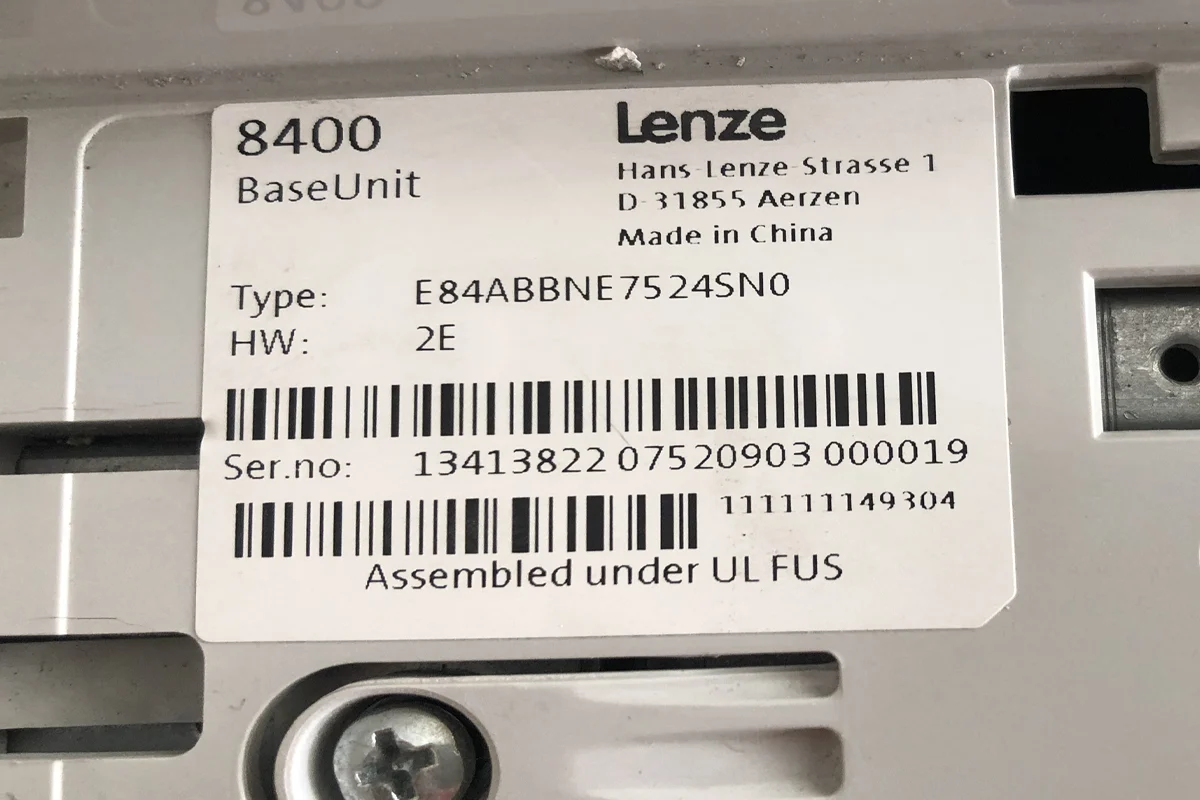 8400
BaseUnit
Lenze
Hans-Lenze-Strasse 1
D-31855 Aerzen
Made in China
Type: E84ABBNE7524SN0
HW: 2E
Ser.no: 13413822 07520903 000019
111111149304
Assembled under UL FUS